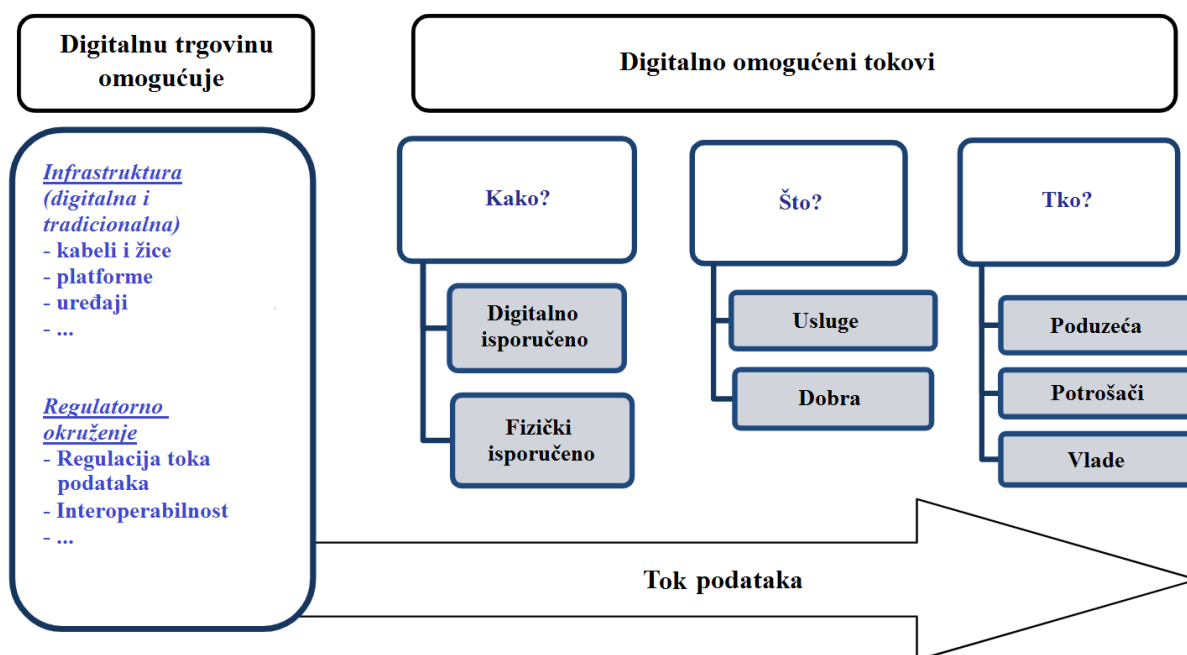 Digitalnu trgovinu
omogućuje
Digitalno omogućeni tokovi
Infrastruktura
(digitalna i
tradicionalna)
- kabeli i žice
- platforme
- uređaji
- ...
Regulatorno
okruženje
- Regulacija toka
podataka
- Interoperabilnost
- ...
Kako?
Digitalno
isporučeno
Fizički
isporučeno
Što?
Usluge
Dobra
Tko?
Poduzeća
Potrošači
Vlade
Tok podataka